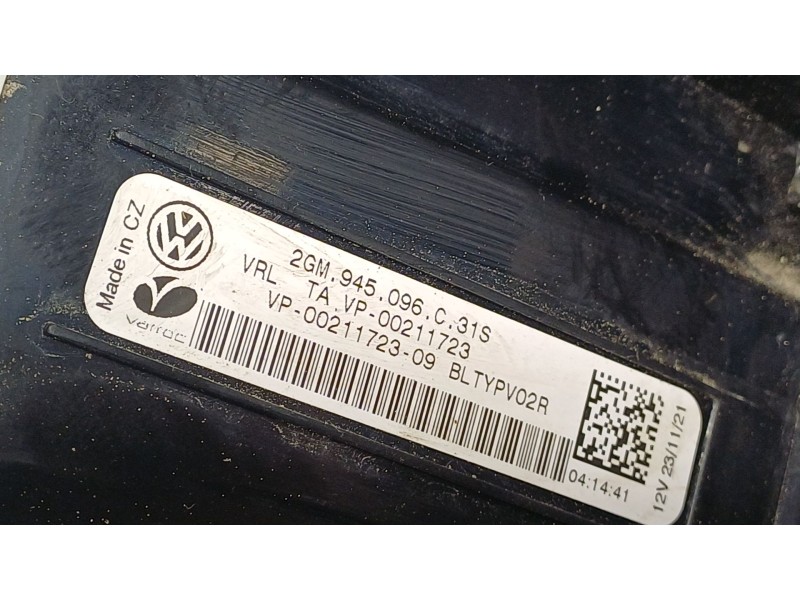 Made in CZ
varroc
2GM.945.096.C.31S
VRL TA.VP-00211723
VP-00211723-09 BLTYPV02R
04:14:41
12V 23/11/21